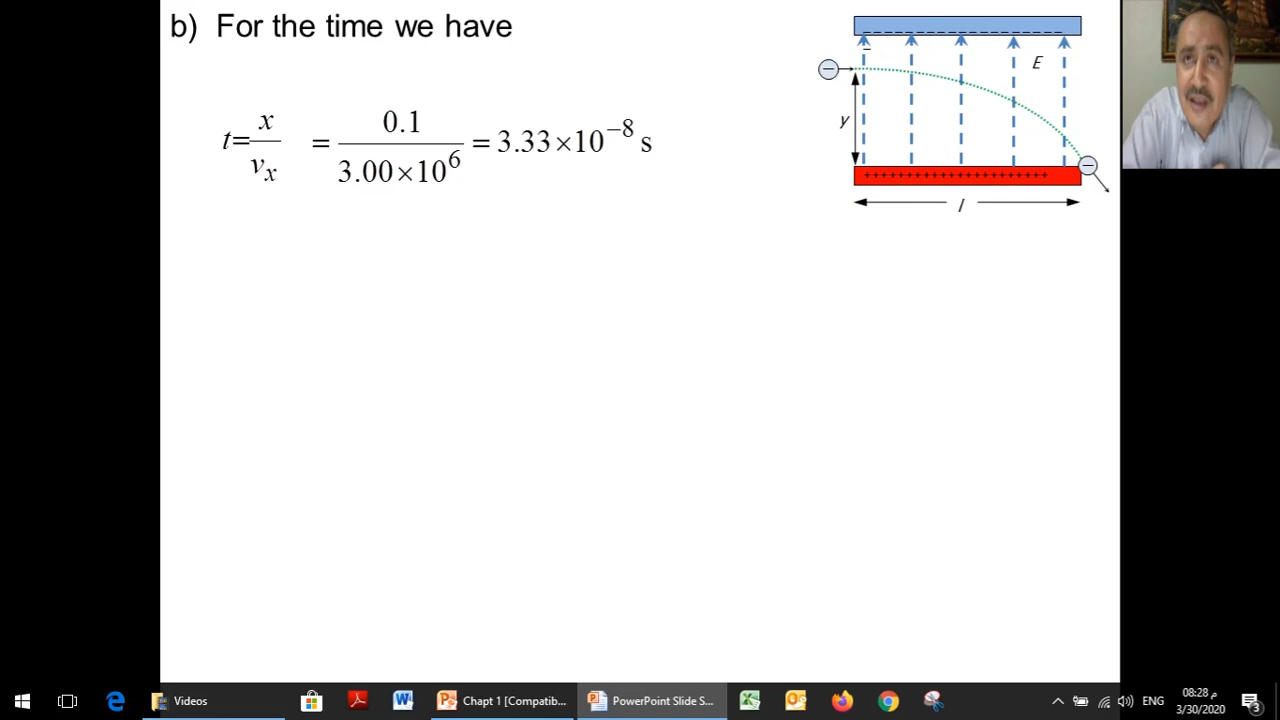 b) For the time we have
t= x/v_x = 0.1/3.00×10^6 = 3.33×10^−8 s
− − − − − − − − − − − − − − − − − −
−
E
−
y
−
+++++++++++++++++++++
l
Videos
Chapt 1 [Compatib...
PowerPoint Slide S...
ENG
08:28 م
3/30/2020
3